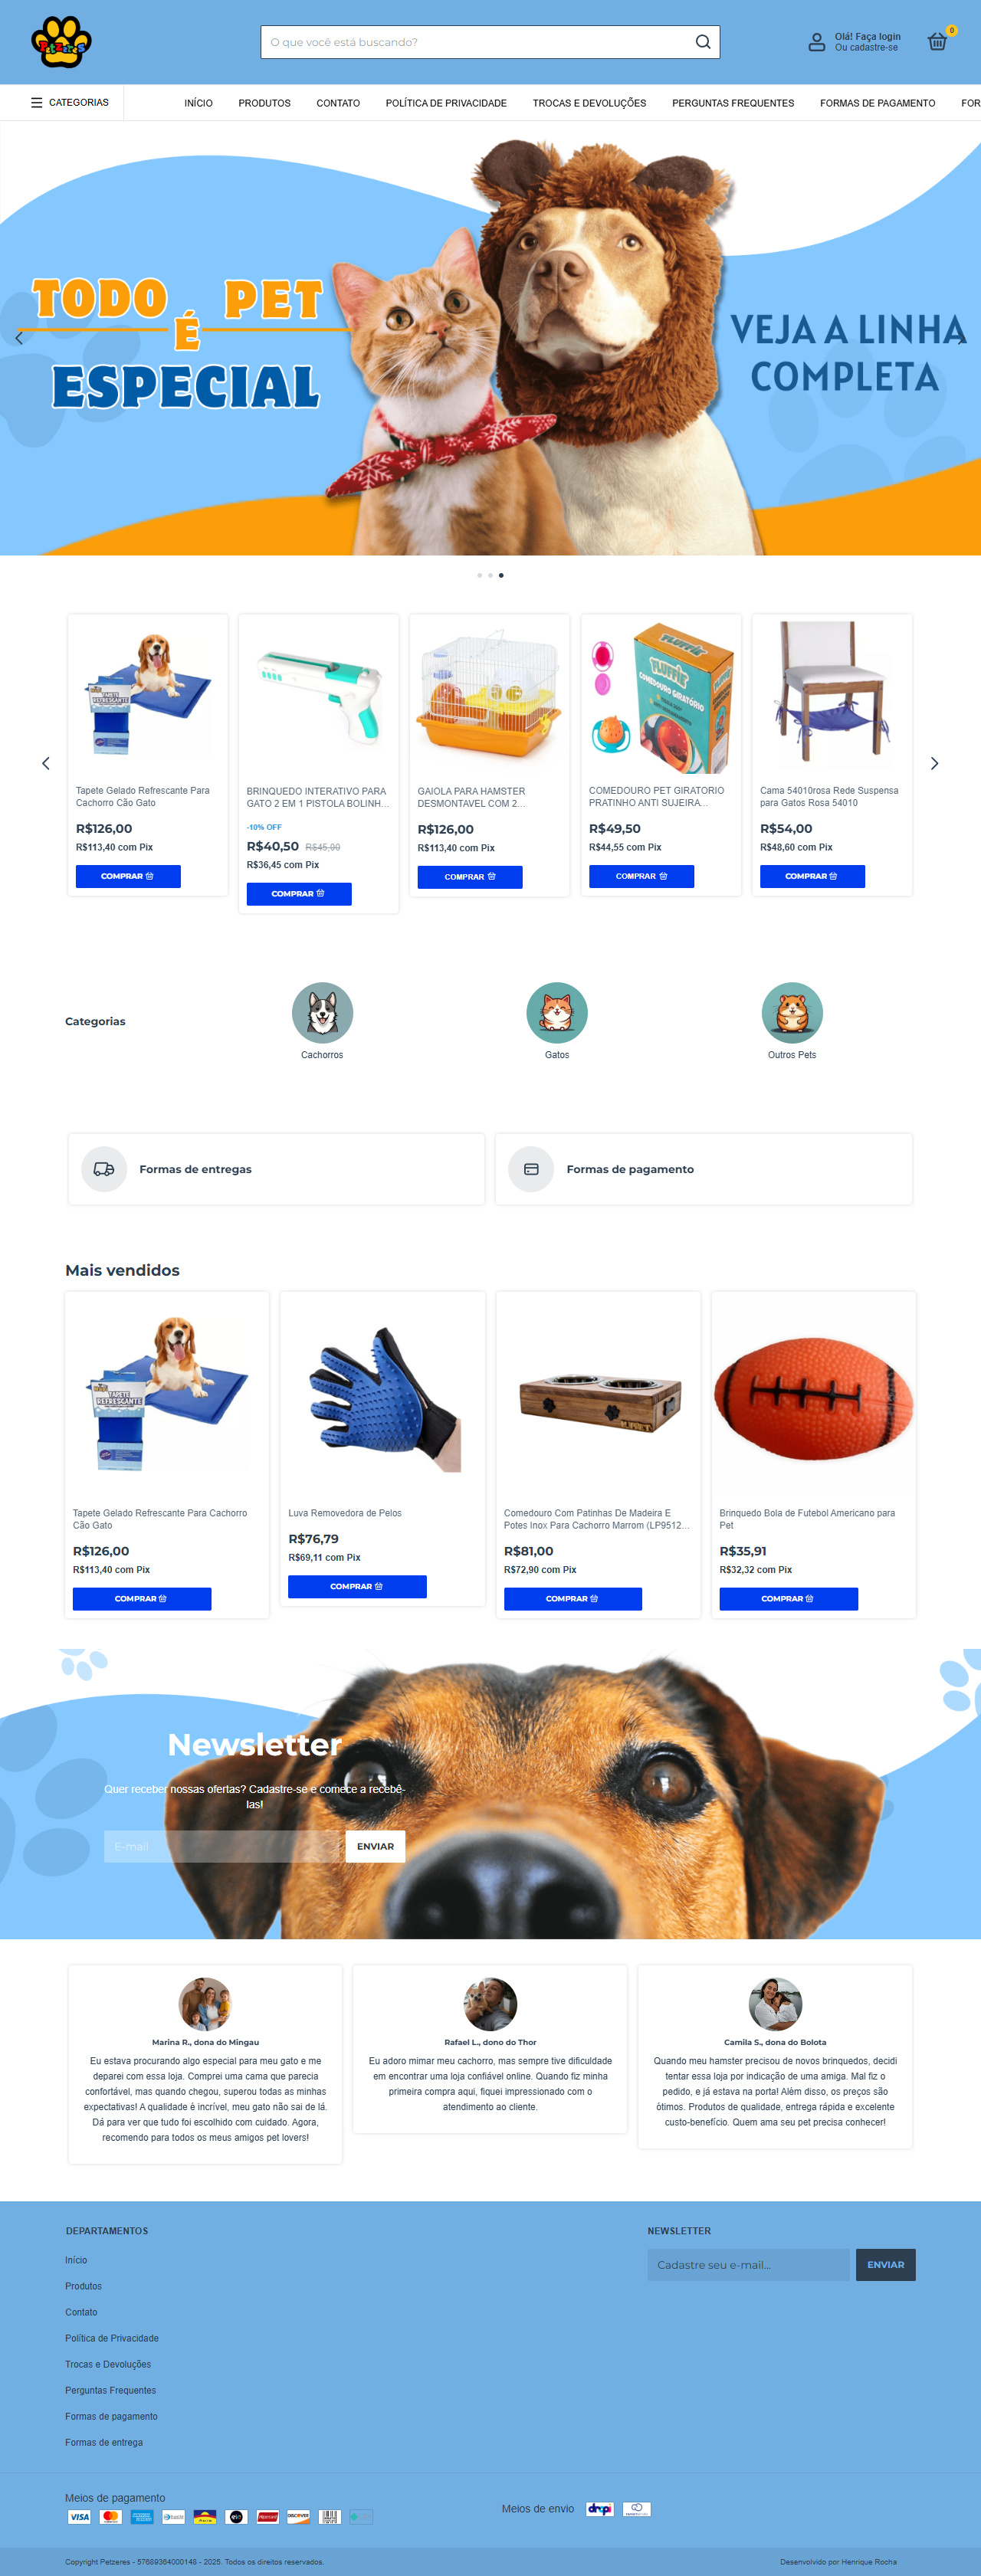 PetZeres
O que você está buscando?
Olá! Faça login
Ou cadastre-se
0
CATEGORIAS
INÍCIO
PRODUTOS
CONTATO
POLÍTICA DE PRIVACIDADE
TROCAS E DEVOLUÇÕES
PERGUNTAS FREQUENTES
FORMAS DE PAGAMENTO
FOR
TODO PET
É
ESPECIAL
VEJA A LINHA
COMPLETA
TAPETE
REFRESCANTE
FLUFFIE
COMEDOURO GIRATÓRIO
Tapete Gelado Refrescante Para
Cachorro Cão Gato
R$126,00
R$113,40 com Pix
COMPRAR
BRINQUEDO INTERATIVO PARA
GATO 2 EM 1 PISTOLA BOLINH...
-10% OFF
R$40,50 R$45,00
R$36,45 com Pix
COMPRAR
GAIOLA PARA HAMSTER
DESMONTAVEL COM 2...
R$126,00
R$113,40 com Pix
COMPRAR
COMEDOURO PET GIRATORIO
PRATINHO ANTI SUJEIRA...
R$49,50
R$44,55 com Pix
COMPRAR
Cama 54010rosa Rede Suspensa
para Gatos Rosa 54010
R$54,00
R$48,60 com Pix
COMPRAR
Categorias
Cachorros
Gatos
Outros Pets
Formas de entregas
Formas de pagamento
Mais vendidos
TAPETE
REFRESCANTE
Tapete Gelado Refrescante Para Cachorro
Cão Gato
R$126,00
R$113,40 com Pix
COMPRAR
Luva Removedora de Pelos
R$76,79
R$69,11 com Pix
COMPRAR
Comedouro Com Patinhas De Madeira E
Potes Inox Para Cachorro Marrom (LP9512...
R$81,00
R$72,90 com Pix
COMPRAR
Brinquedo Bola de Futebol Americano para
Pet
R$35,91
R$32,32 com Pix
COMPRAR
Newsletter
Quer receber nossas ofertas? Cadastre-se e comece a recebê-
las!
E-mail
ENVIAR
Marina R., dona do Mingau
Eu estava procurando algo especial para meu gato e me
deparei com essa loja. Comprei uma cama que parecia
confortável, mas quando chegou, superou todas as minhas
expectativas! A qualidade é incrível, meu gato não sai de lá.
Dá para ver que tudo foi escolhido com cuidado. Agora,
recomendo para todos os meus amigos pet lovers!
Rafael L., dono do Thor
Eu adoro mimar meu cachorro, mas sempre tive dificuldade
em encontrar uma loja confiável online. Quando fiz minha
primeira compra aqui, fiquei impressionado com o
atendimento ao cliente.
Camila S., dona do Bolota
Quando meu hamster precisou de novos brinquedos, decidi
tentar essa loja por indicação de uma amiga. Mal fiz o
pedido, e já estava na porta! Além disso, os preços são
ótimos. Produtos de qualidade, entrega rápida e excelente
custo-benefício. Quem ama seu pet precisa conhecer!
DEPARTAMENTOS
Início
Produtos
Contato
Política de Privacidade
Trocas e Devoluções
Perguntas Frequentes
Formas de pagamento
Formas de entrega
NEWSLETTER
Cadastre seu e-mail...
ENVIAR
Meios de pagamento
VISA
elo
DISCOVER
Meios de envio
dropi
Copyright Petzeres - 57689364000148 - 2025. Todos os direitos reservados.
Desenvolvido por Henrique Rocha